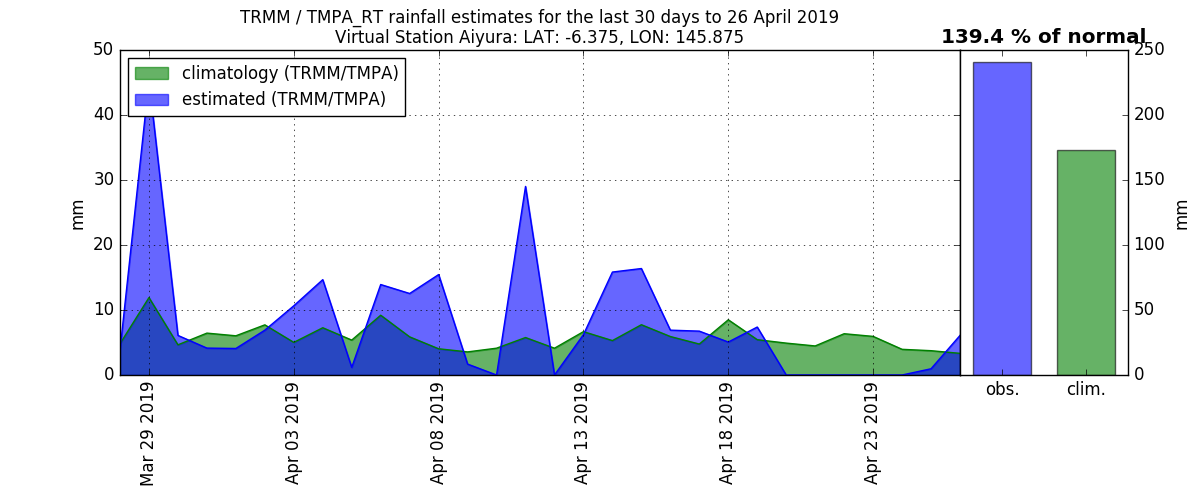 TRMM / TMPA_RT rainfall estimates for the last 30 days to 26 April 2019
Virtual Station Aiyura: LAT: -6.375, LON: 145.875
139.4 % of normal
climatology (TRMM/TMPA)
estimated (TRMM/TMPA)
50
40
30
20
10
0
mm
Mar 29 2019
Apr 03 2019
Apr 08 2019
Apr 13 2019
Apr 18 2019
Apr 23 2019
250
200
150
100
50
0
mm
obs.
clim.